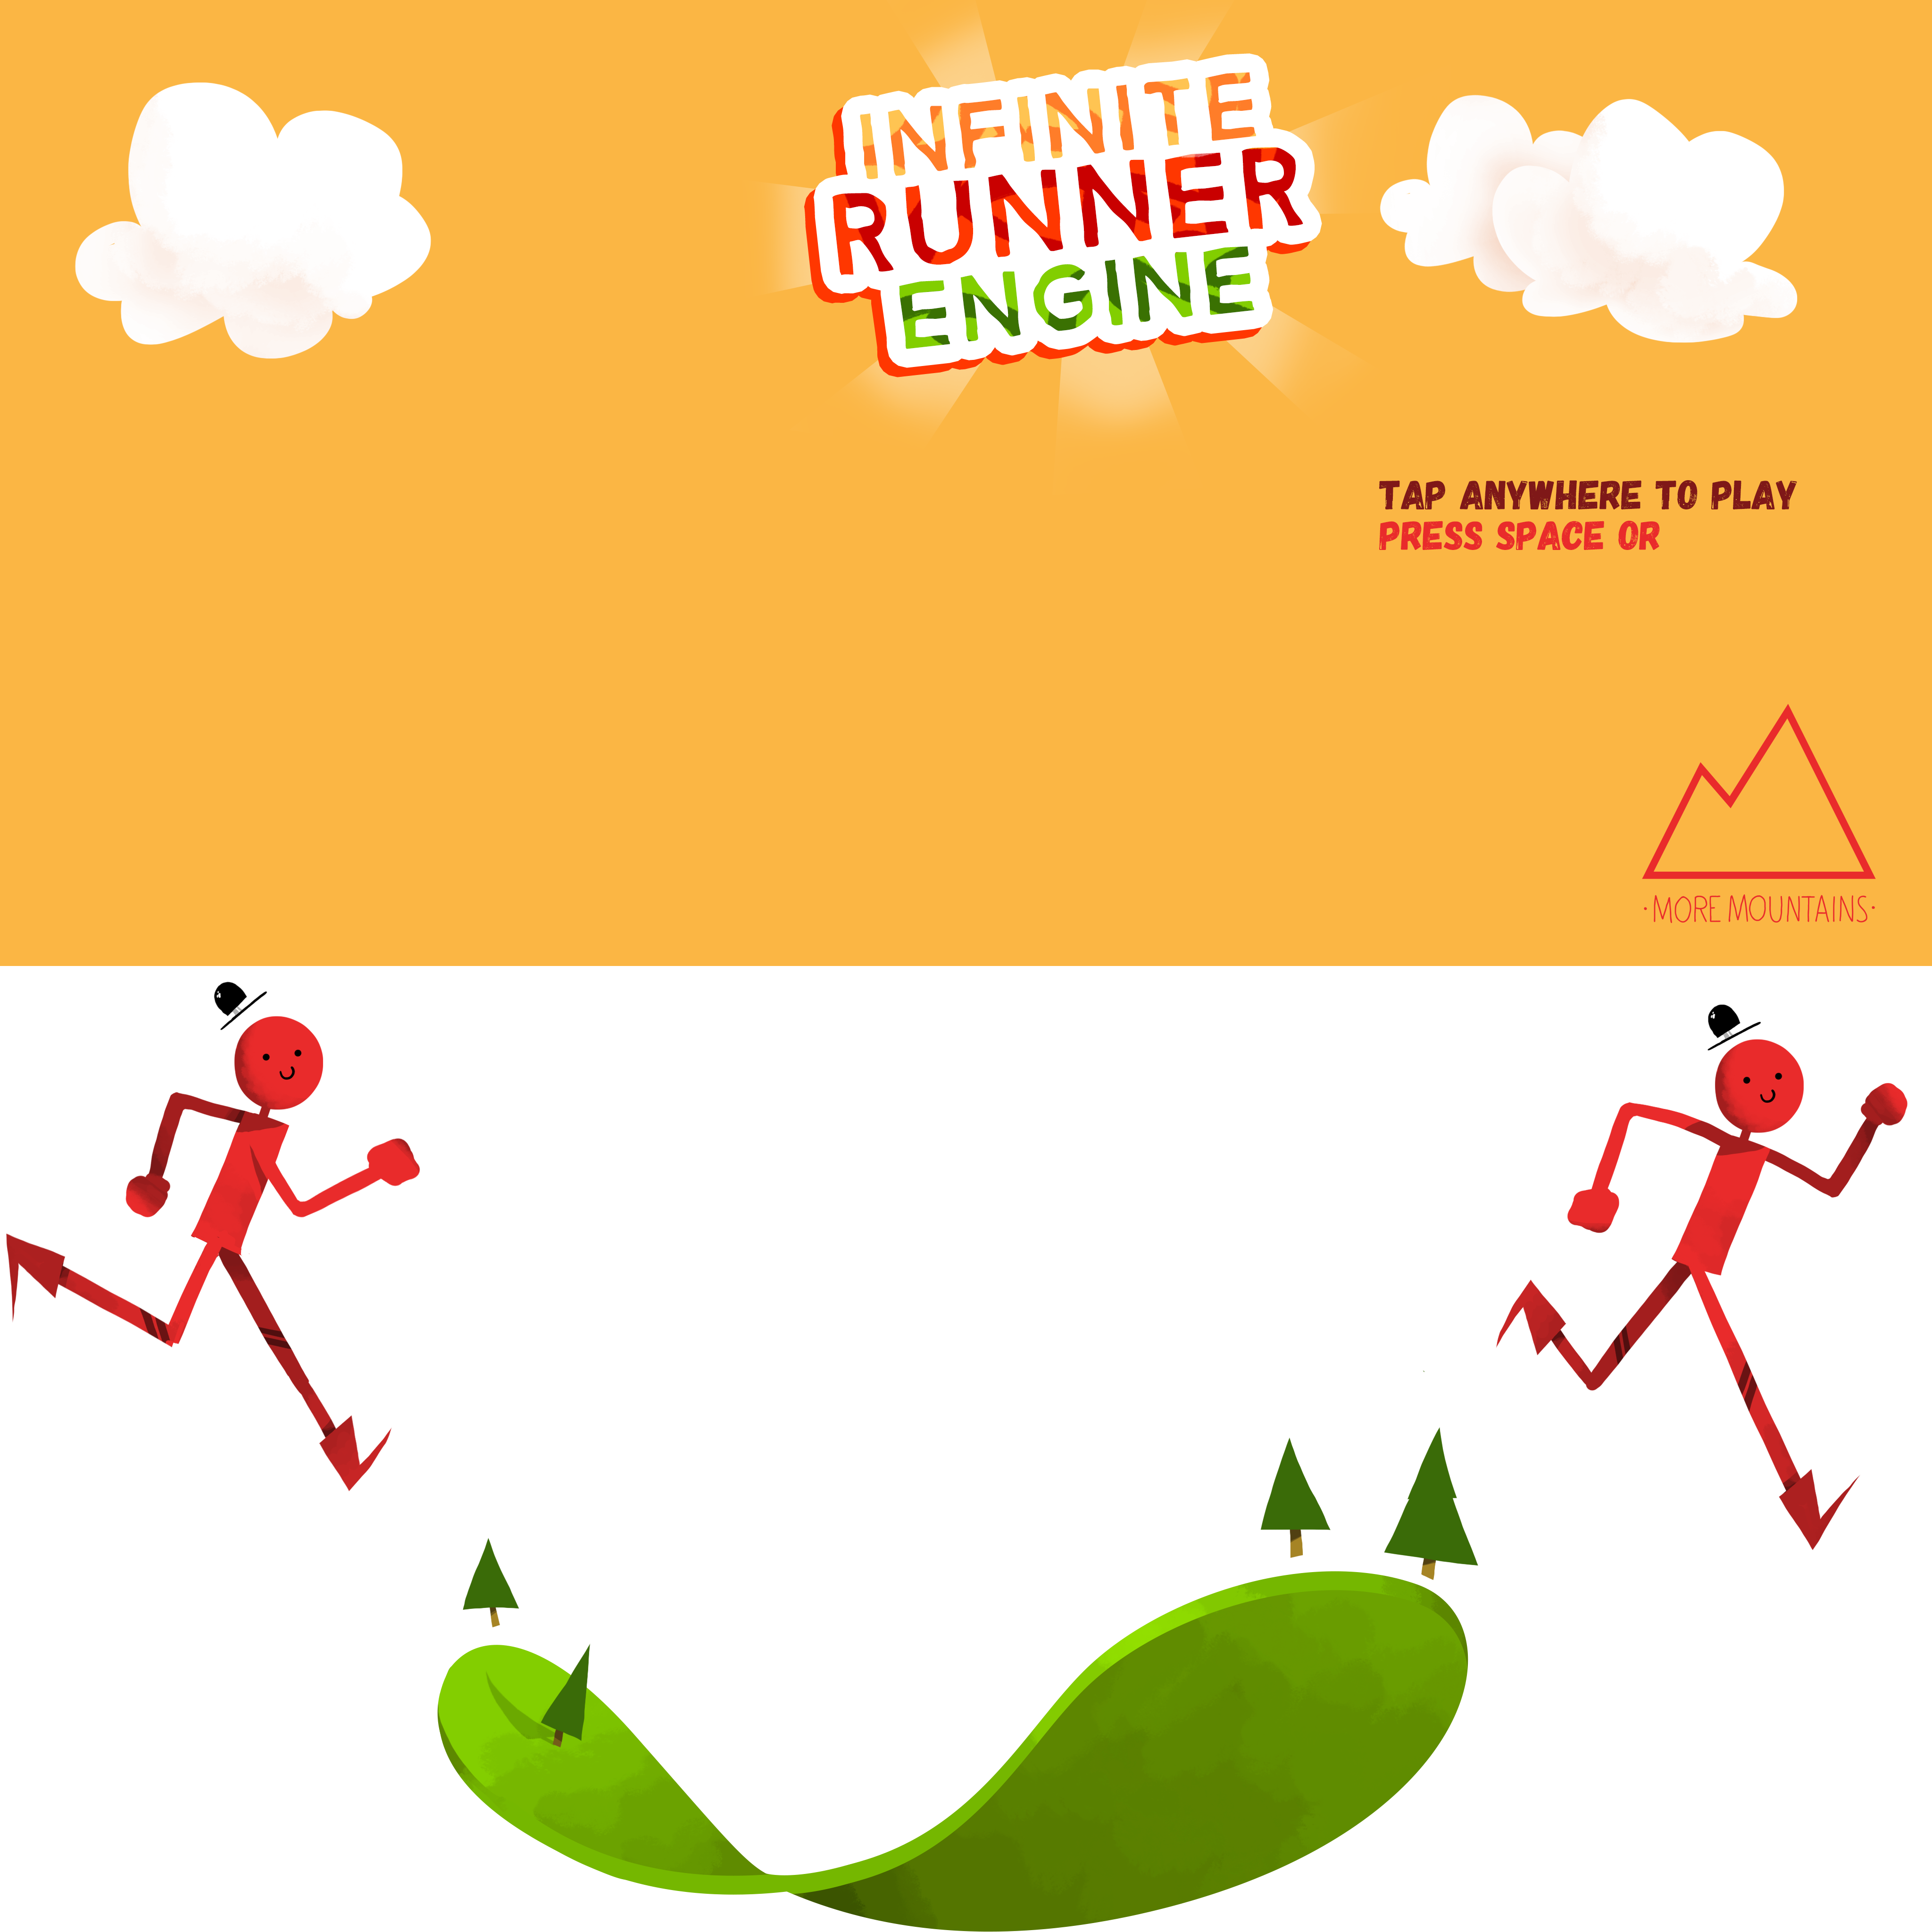 INFINITE
RUNNER
ENGINE
TAP ANYWHERE TO PLAY
PRESS SPACE OR
·MORE MOUNTAINS·